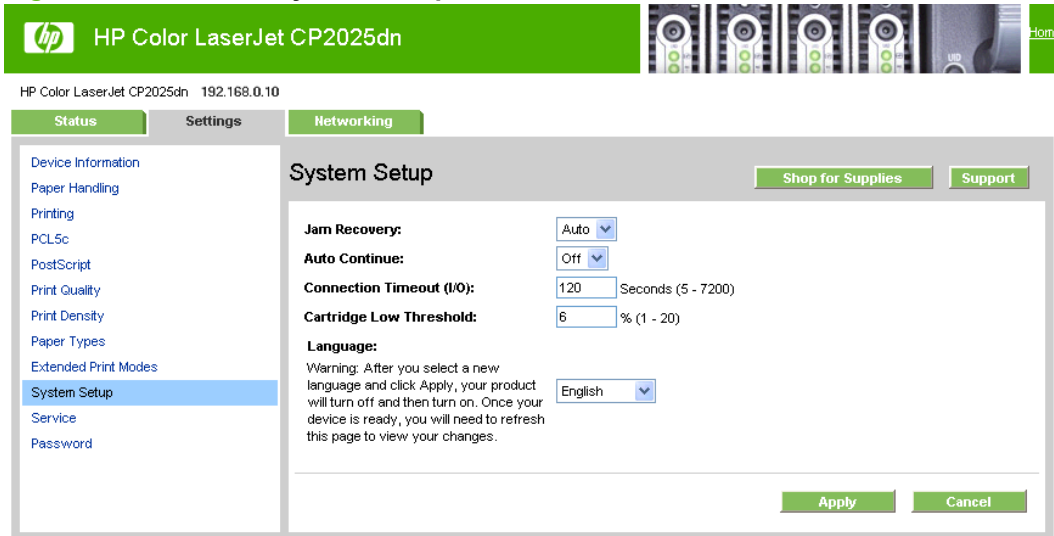 hp HP Color LaserJet CP2025dn
UID
Hom
HP Color LaserJet CP2025dn 192.168.0.10
Status Settings Networking
Device Information
Paper Handling
Printing
PCL5c
PostScript
Print Quality
Print Density
Paper Types
Extended Print Modes
System Setup
Service
Password
System Setup
Shop for Supplies Support
Jam Recovery: Auto
Auto Continue: Off
Connection Timeout (I/O): 120 Seconds (5 - 7200)
Cartridge Low Threshold: 6 % (1 - 20)
Language:
Warning: After you select a new
language and click Apply, your product
will turn off and then turn on. Once your
device is ready, you will need to refresh
this page to view your changes.
English
Apply Cancel